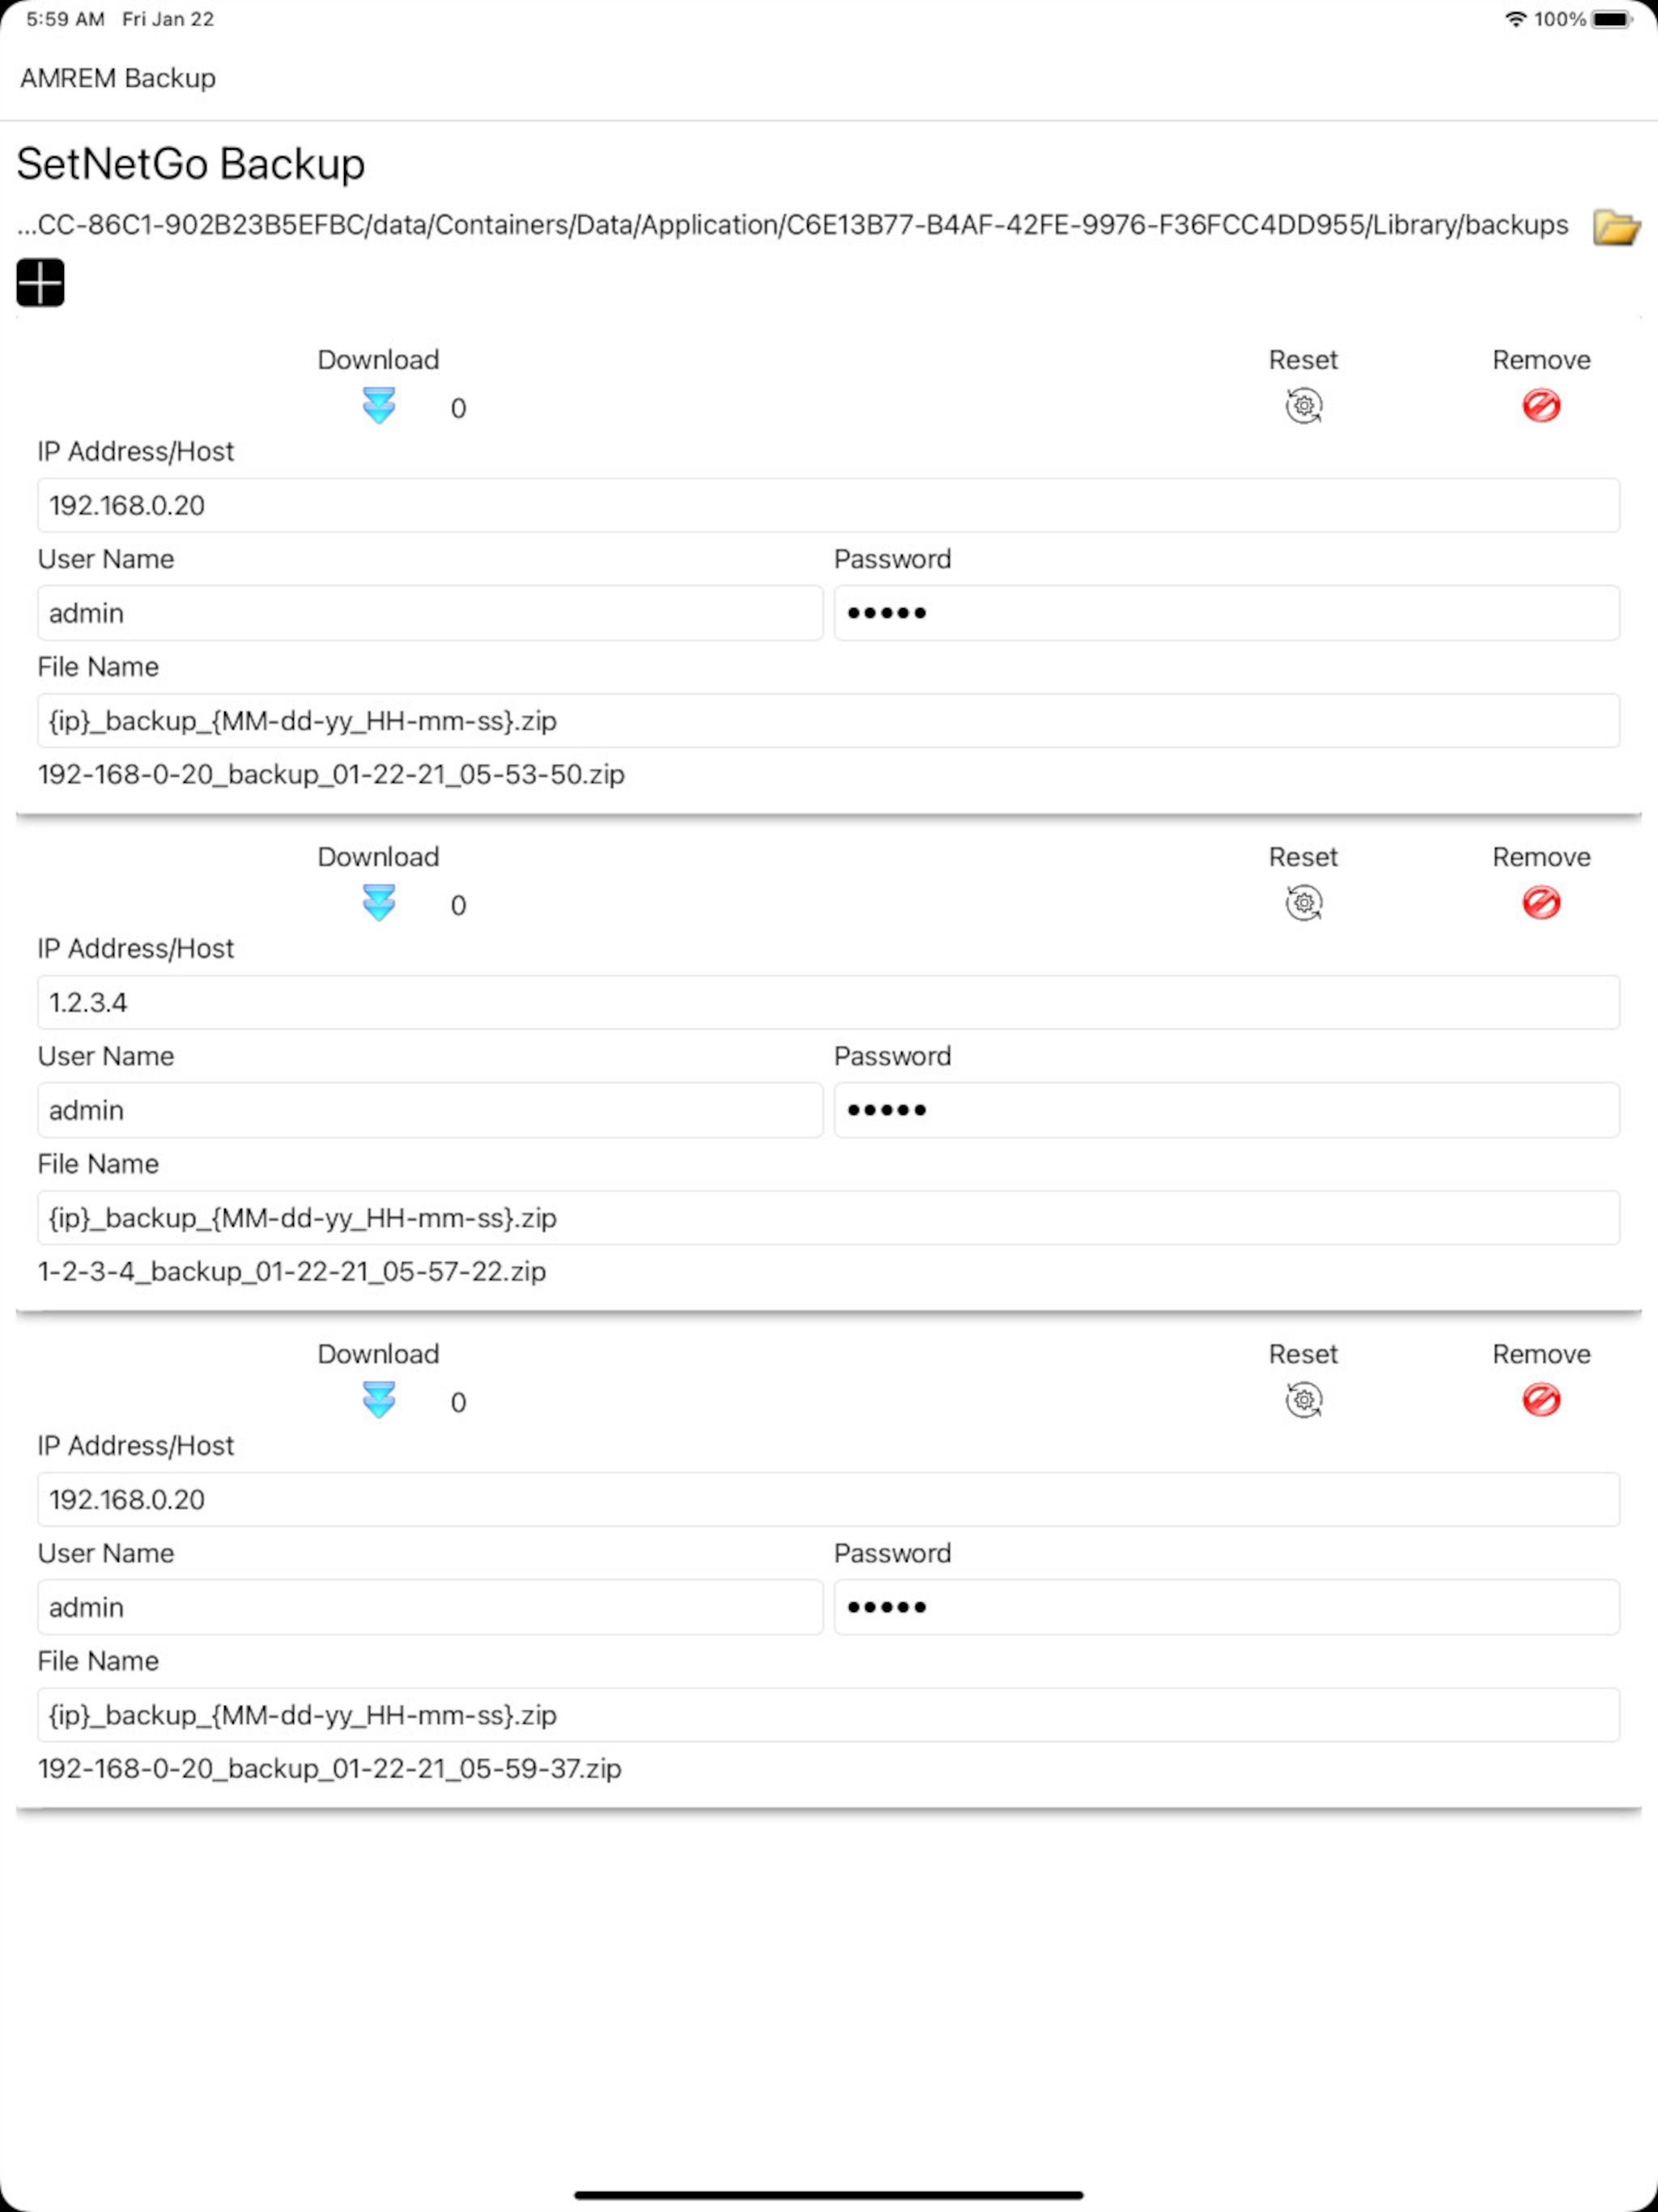 5:59 AM Fri Jan 22 100%
AMREM Backup
SetNetGo Backup
...CC-86C1-902B23B5EFBC/data/Containers/Data/Application/C6E13B77-B4AF-42FE-9976-F36FCC4DD955/Library/backups
Download Reset Remove
0
IP Address/Host
192.168.0.20
User Name Password
admin •••••
File Name
{ip}_backup_{MM-dd-yy_HH-mm-ss}.zip
192-168-0-20_backup_01-22-21_05-53-50.zip
Download Reset Remove
0
IP Address/Host
1.2.3.4
User Name Password
admin •••••
File Name
{ip}_backup_{MM-dd-yy_HH-mm-ss}.zip
1-2-3-4_backup_01-22-21_05-57-22.zip
Download Reset Remove
0
IP Address/Host
192.168.0.20
User Name Password
admin •••••
File Name
{ip}_backup_{MM-dd-yy_HH-mm-ss}.zip
192-168-0-20_backup_01-22-21_05-59-37.zip